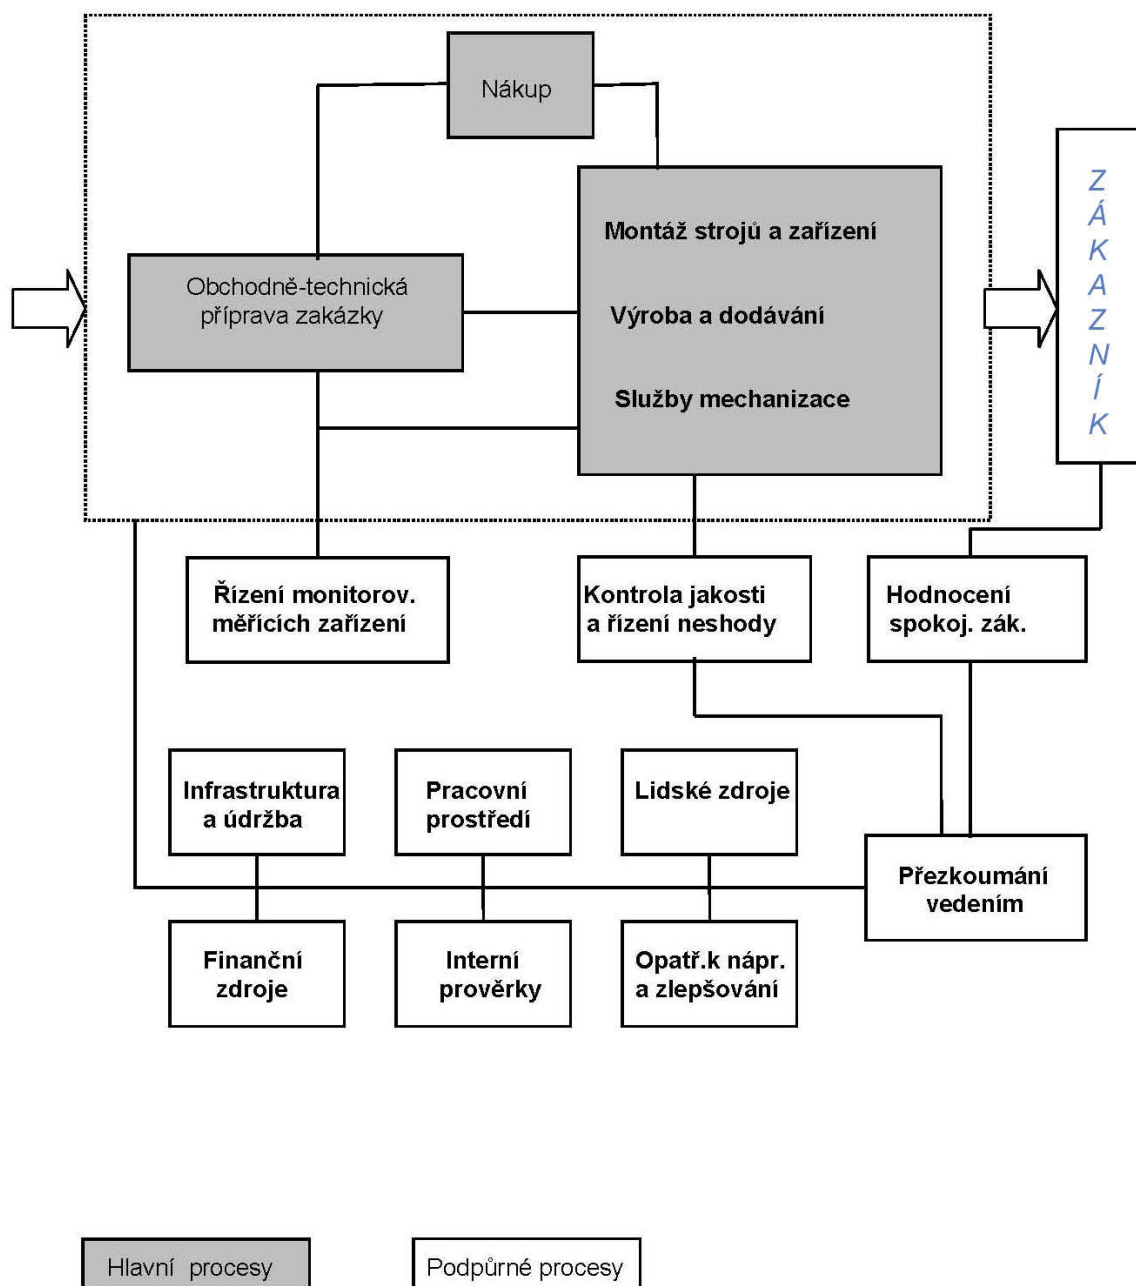 Nákup
Montáž strojů a zařízení
Obchodně-technická
příprava zakázky
Výroba a dodávání
Služby mechanizace
Z
Á
K
A
Z
N
Í
K
Řízení monitorov.
měřících zařízení
Kontrola jakosti
a řízení neshody
Hodnocení
spokoj. zák.
Infrastruktura
a údržba
Pracovní
prostředí
Lidské zdroje
Přezkoumání
vedením
Finanční
zdroje
Interní
prověrky
Opatř.k nápr.
a zlepšování
Hlavní procesy
Podpůrné procesy